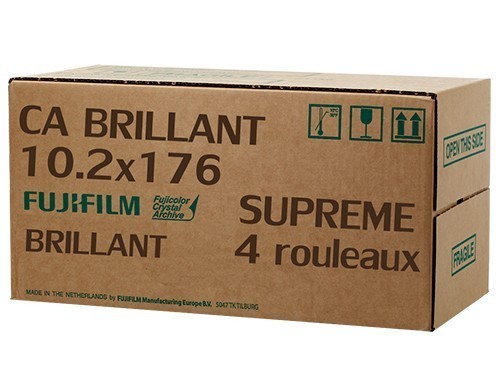 CA BRILLANT
10.2x176
FUJIFILM
Fujicolor
Crystal
Archive
SUPREME
BRILLANT
4 rouleaux
MADE IN THE NETHERLANDS by FUJIFILM Manufacturing Europe B.V. 5047 TK TILBURG
OPEN THIS SIDE
FRAGILE